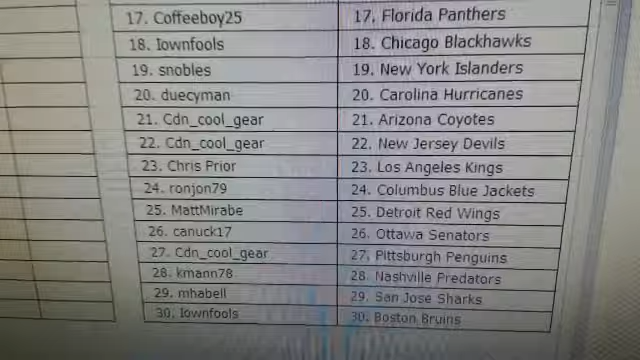 17. Coffeeboy25 17. Florida Panthers
18. Iownfools 18. Chicago Blackhawks
19. snobles 19. New York Islanders
20. duecyman 20. Carolina Hurricanes
21. Cdn_cool_gear 21. Arizona Coyotes
22. Cdn_cool_gear 22. New Jersey Devils
23. Chris Prior 23. Los Angeles Kings
24. ronjon79 24. Columbus Blue Jackets
25. MattMirabe 25. Detroit Red Wings
26. canuck17 26. Ottawa Senators
27. Cdn_cool_gear 27. Pittsburgh Penguins
28. kmann78 28. Nashville Predators
29. mhabell 29. San Jose Sharks
30. Iownfools 30. Boston Bruins